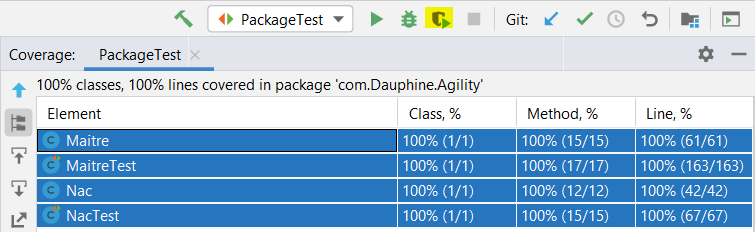 PackageTest Git:
Coverage: PackageTest
100% classes, 100% lines covered in package 'com.Dauphine.Agility'
Element Class, % Method, % Line, %
Maitre 100% (1/1) 100% (15/15) 100% (61/61)
MaitreTest 100% (1/1) 100% (17/17) 100% (163/163)
Nac 100% (1/1) 100% (12/12) 100% (42/42)
NacTest 100% (1/1) 100% (15/15) 100% (67/67)